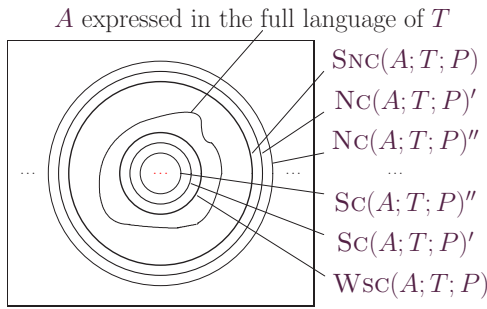 A expressed in the full language of T
SNC(A; T; P)
NC(A; T; P)′
NC(A; T; P)″
... ... ... ...
SC(A; T; P)″
SC(A; T; P)′
WSC(A; T; P)